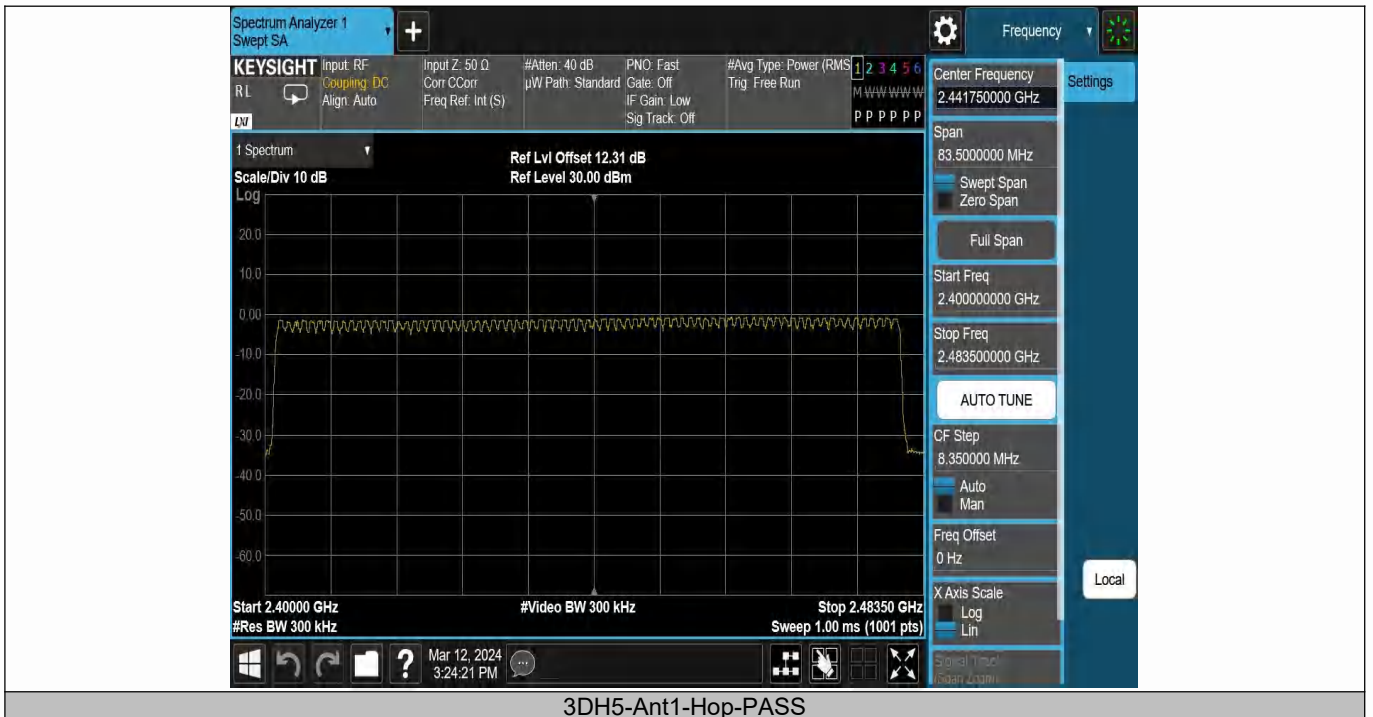 Spectrum Analyzer 1
Swept SA
+
Frequency
KEYSIGHT
RL
LXI
Input: RF
Coupling: DC
Align: Auto
Input Z: 50 Ω
Corr CCorr
Freq Ref: Int (S)
#Atten: 40 dB
µW Path: Standard
PNO: Fast
Gate: Off
IF Gain: Low
Sig Track: Off
#Avg Type: Power (RMS
Trig: Free Run
1 2 3 4 5 6
M W W W W W
P P P P P P
Center Frequency
2.441750000 GHz
Settings
Span
83.5000000 MHz
Swept Span
Zero Span
Full Span
Start Freq
2.400000000 GHz
Stop Freq
2.483500000 GHz
AUTO TUNE
CF Step
8.350000 MHz
Auto
Man
Freq Offset
0 Hz
X Axis Scale
Log
Lin
Signal Track
(Span Zoom)
Local
1 Spectrum
Scale/Div 10 dB
Log
Ref Lvl Offset 12.31 dB
Ref Level 30.00 dBm
20.0
10.0
0.00
-10.0
-20.0
-30.0
-40.0
-50.0
-60.0
Start 2.40000 GHz
#Res BW 300 kHz
#Video BW 300 kHz
Stop 2.48350 GHz
Sweep 1.00 ms (1001 pts)
?
Mar 12, 2024
3:24:21 PM
3DH5-Ant1-Hop-PASS